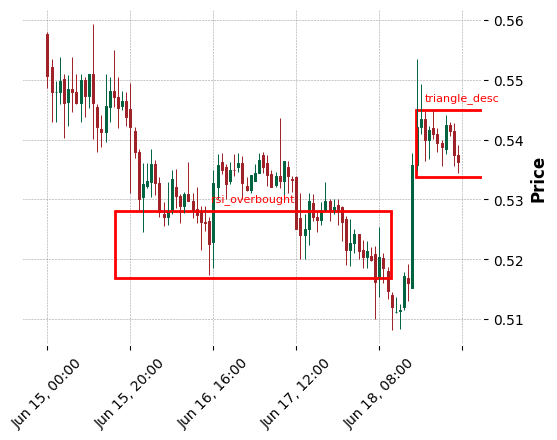 0.56
0.55
triangle_desc
0.54
Price
0.53
rsi_overbought
0.52
0.51
Jun 15, 00:00
Jun 15, 20:00
Jun 16, 16:00
Jun 17, 12:00
Jun 18, 08:00